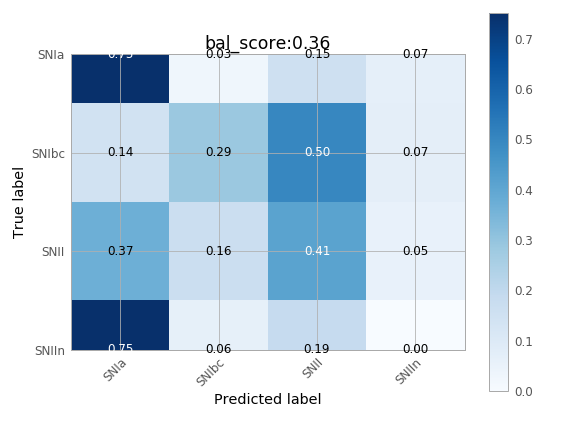 bal_score:0.36
SNIa 0.75 0.03 0.15 0.07
SNIbc 0.14 0.29 0.50 0.07
SNII 0.37 0.16 0.41 0.05
SNIIn 0.75 0.06 0.19 0.00
True label
SNIa SNIbc SNII SNIIn
Predicted label
0.7
0.6
0.5
0.4
0.3
0.2
0.1
0.0